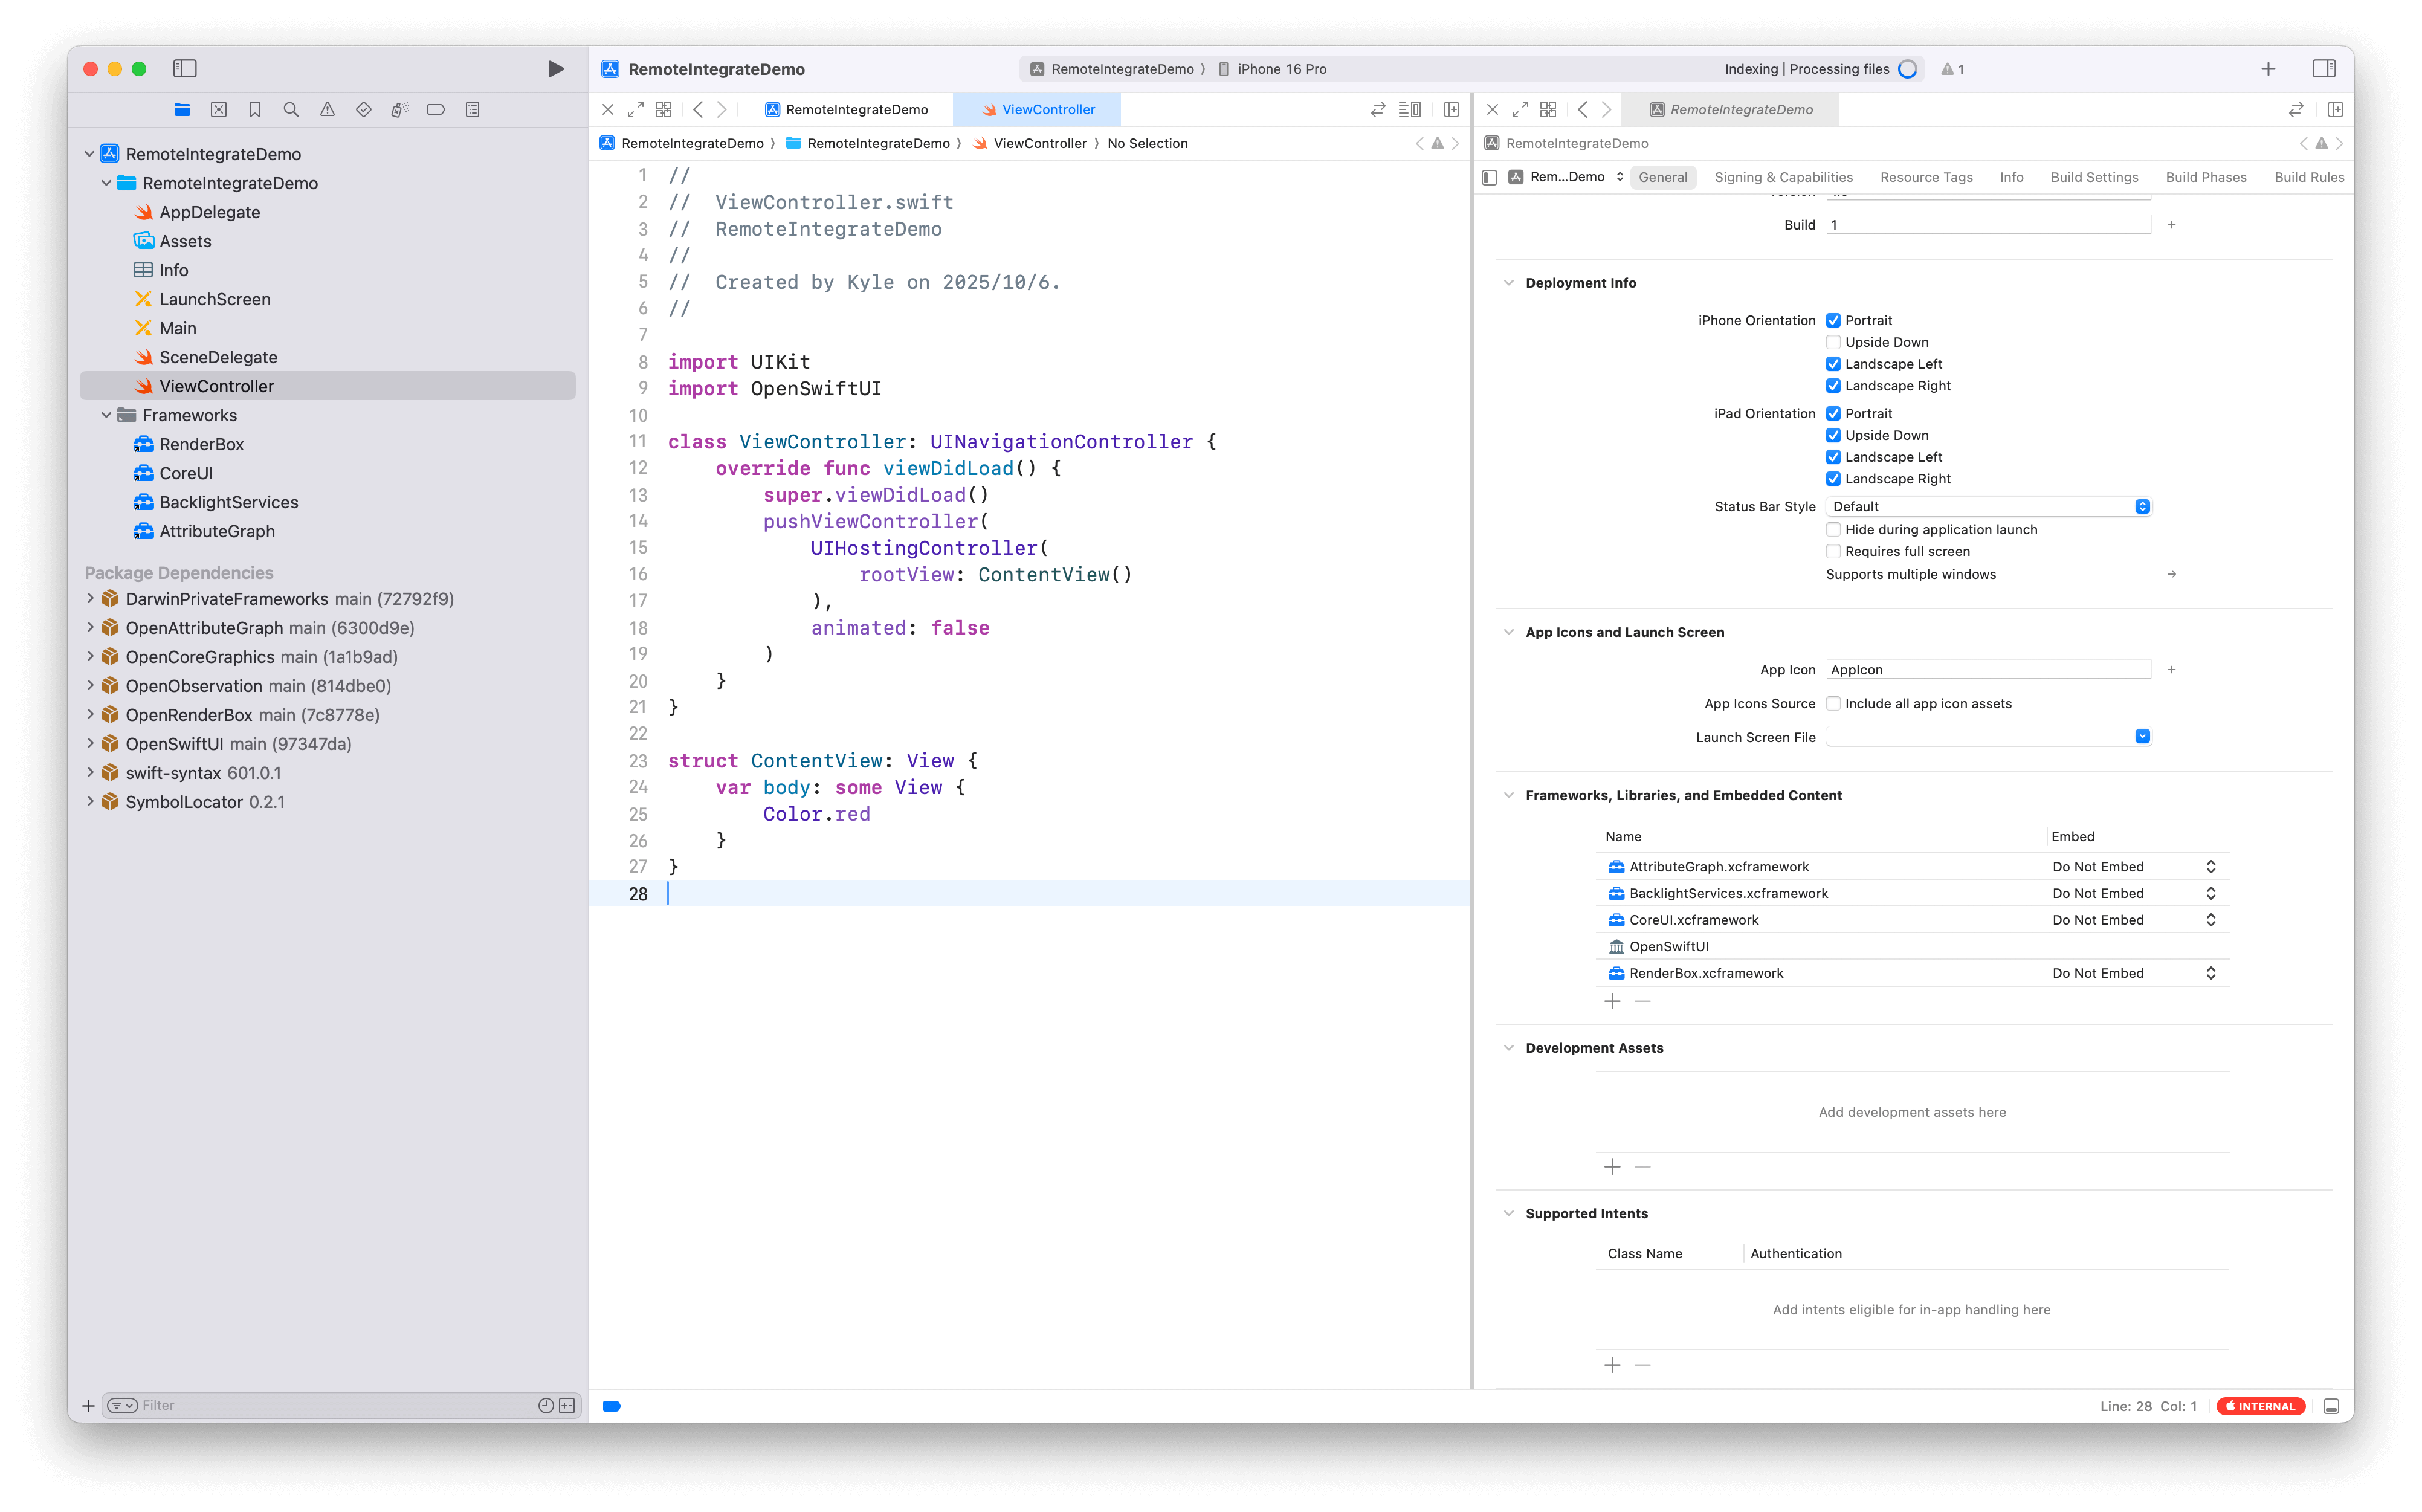 RemoteIntegrateDemo
RemoteIntegrateDemo
AppDelegate
Assets
Info
LaunchScreen
Main
SceneDelegate
ViewController
Frameworks
RenderBox
CoreUI
BacklightServices
AttributeGraph
Package Dependencies
DarwinPrivateFrameworks main (72792f9)
OpenAttributeGraph main (6300d9e)
OpenCoreGraphics main (1a1b9ad)
OpenObservation main (814dbe0)
OpenRenderBox main (7c8778e)
OpenSwiftUI main (97347da)
swift-syntax 601.0.1
SymbolLocator 0.2.1
Filter
RemoteIntegrateDemo
RemoteIntegrateDemo 〉 iPhone 16 Pro
Indexing | Processing files
1
RemoteIntegrateDemo
ViewController
RemoteIntegrateDemo 〉 RemoteIntegrateDemo 〉 ViewController 〉 No Selection
1 //
2 //  ViewController.swift
3 //  RemoteIntegrateDemo
4 //
5 //  Created by Kyle on 2025/10/6.
6 //
7
8 import UIKit
9 import OpenSwiftUI
10
11 class ViewController: UINavigationController {
12     override func viewDidLoad() {
13         super.viewDidLoad()
14         pushViewController(
15             UIHostingController(
16                 rootView: ContentView()
17             ),
18             animated: false
19         )
20     }
21 }
22
23 struct ContentView: View {
24     var body: some View {
25         Color.red
26     }
27 }
28
RemoteIntegrateDemo
RemoteIntegrateDemo
Rem...Demo
General
Signing & Capabilities
Resource Tags
Info
Build Settings
Build Phases
Build Rules
Build 1
Deployment Info
iPhone Orientation Portrait
Upside Down
Landscape Left
Landscape Right
iPad Orientation Portrait
Upside Down
Landscape Left
Landscape Right
Status Bar Style Default
Hide during application launch
Requires full screen
Supports multiple windows
App Icons and Launch Screen
App Icon AppIcon
App Icons Source Include all app icon assets
Launch Screen File
Frameworks, Libraries, and Embedded Content
Name Embed
AttributeGraph.xcframework Do Not Embed
BacklightServices.xcframework Do Not Embed
CoreUI.xcframework Do Not Embed
OpenSwiftUI
RenderBox.xcframework Do Not Embed
Development Assets
Add development assets here
Supported Intents
Class Name Authentication
Add intents eligible for in-app handling here
Line: 28 Col: 1
INTERNAL